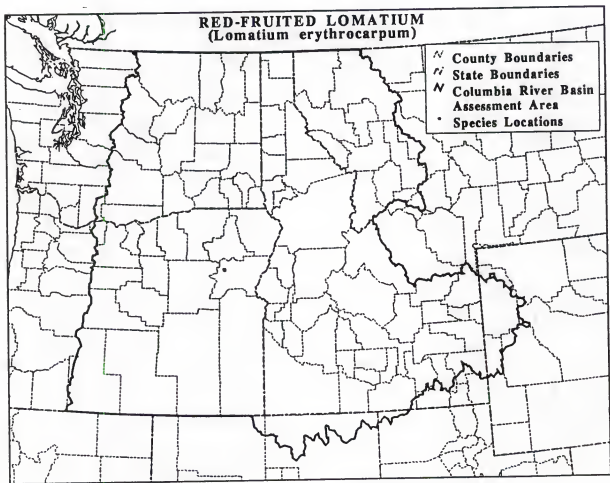 RED-FRUITED LOMATIUM
(Lomatium erythrocarpum)
County Boundaries
State Boundaries
Columbia River Basin
Assessment Area
Species Locations